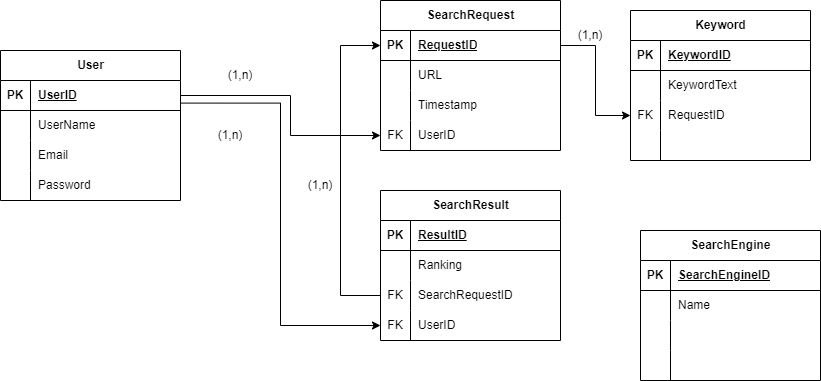 User
PK UserID
UserName
Email
Password
(1,n)
(1,n)
(1,n)
SearchRequest
PK RequestID
URL
Timestamp
FK UserID
SearchResult
PK ResultID
Ranking
FK SearchRequestID
FK UserID
(1,n)
Keyword
PK KeywordID
KeywordText
FK RequestID
SearchEngine
PK SearchEngineID
Name